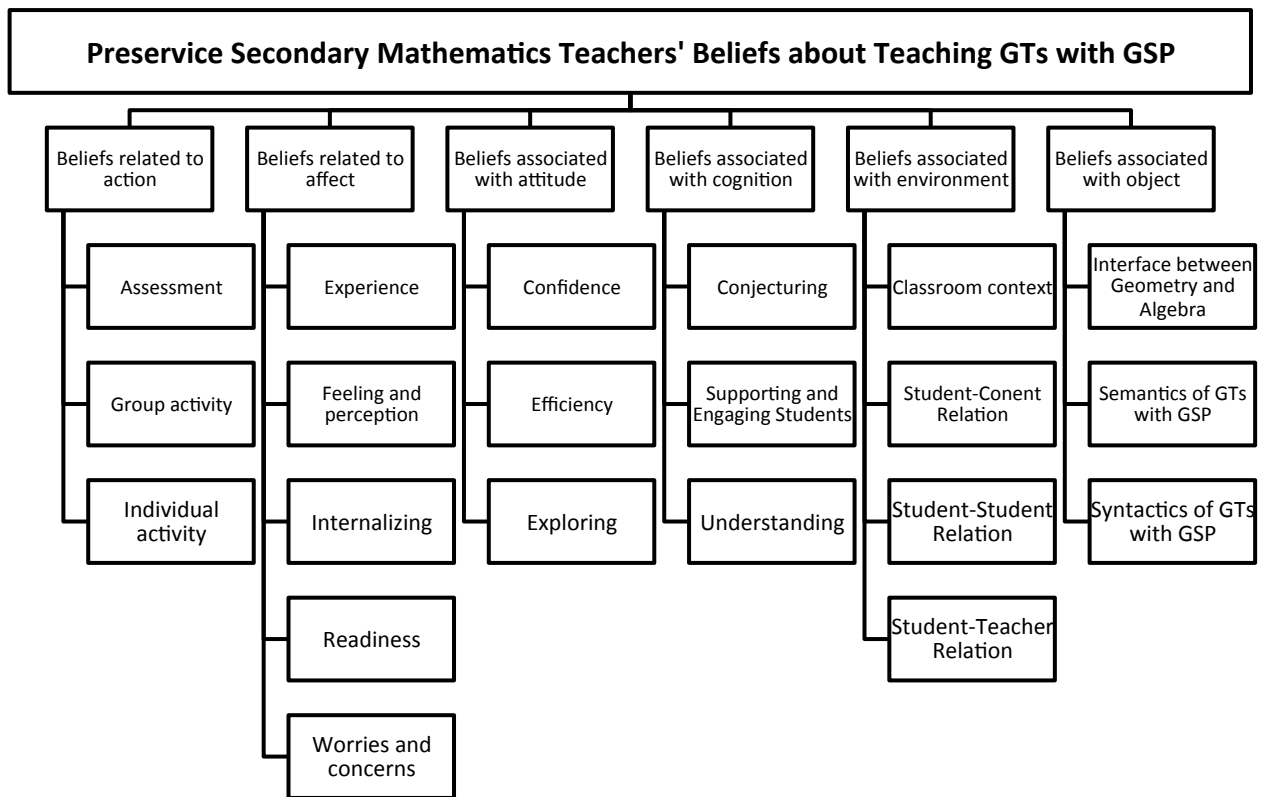 Preservice Secondary Mathematics Teachers' Beliefs about Teaching GTs with GSP
Beliefs related to
action
Beliefs related to
affect
Beliefs associated
with attitude
Beliefs associated
with cognition
Beliefs associated
with environment
Beliefs associated
with object
Assessment
Group activity
Individual
activity
Experience
Feeling and
perception
Internalizing
Readiness
Worries and
concerns
Confidence
Efficiency
Exploring
Conjecturing
Supporting and
Engaging Students
Understanding
Classroom context
Student-Conent
Relation
Student-Student
Relation
Student-Teacher
Relation
Interface between
Geometry and
Algebra
Semantics of GTs
with GSP
Syntactics of GTs
with GSP